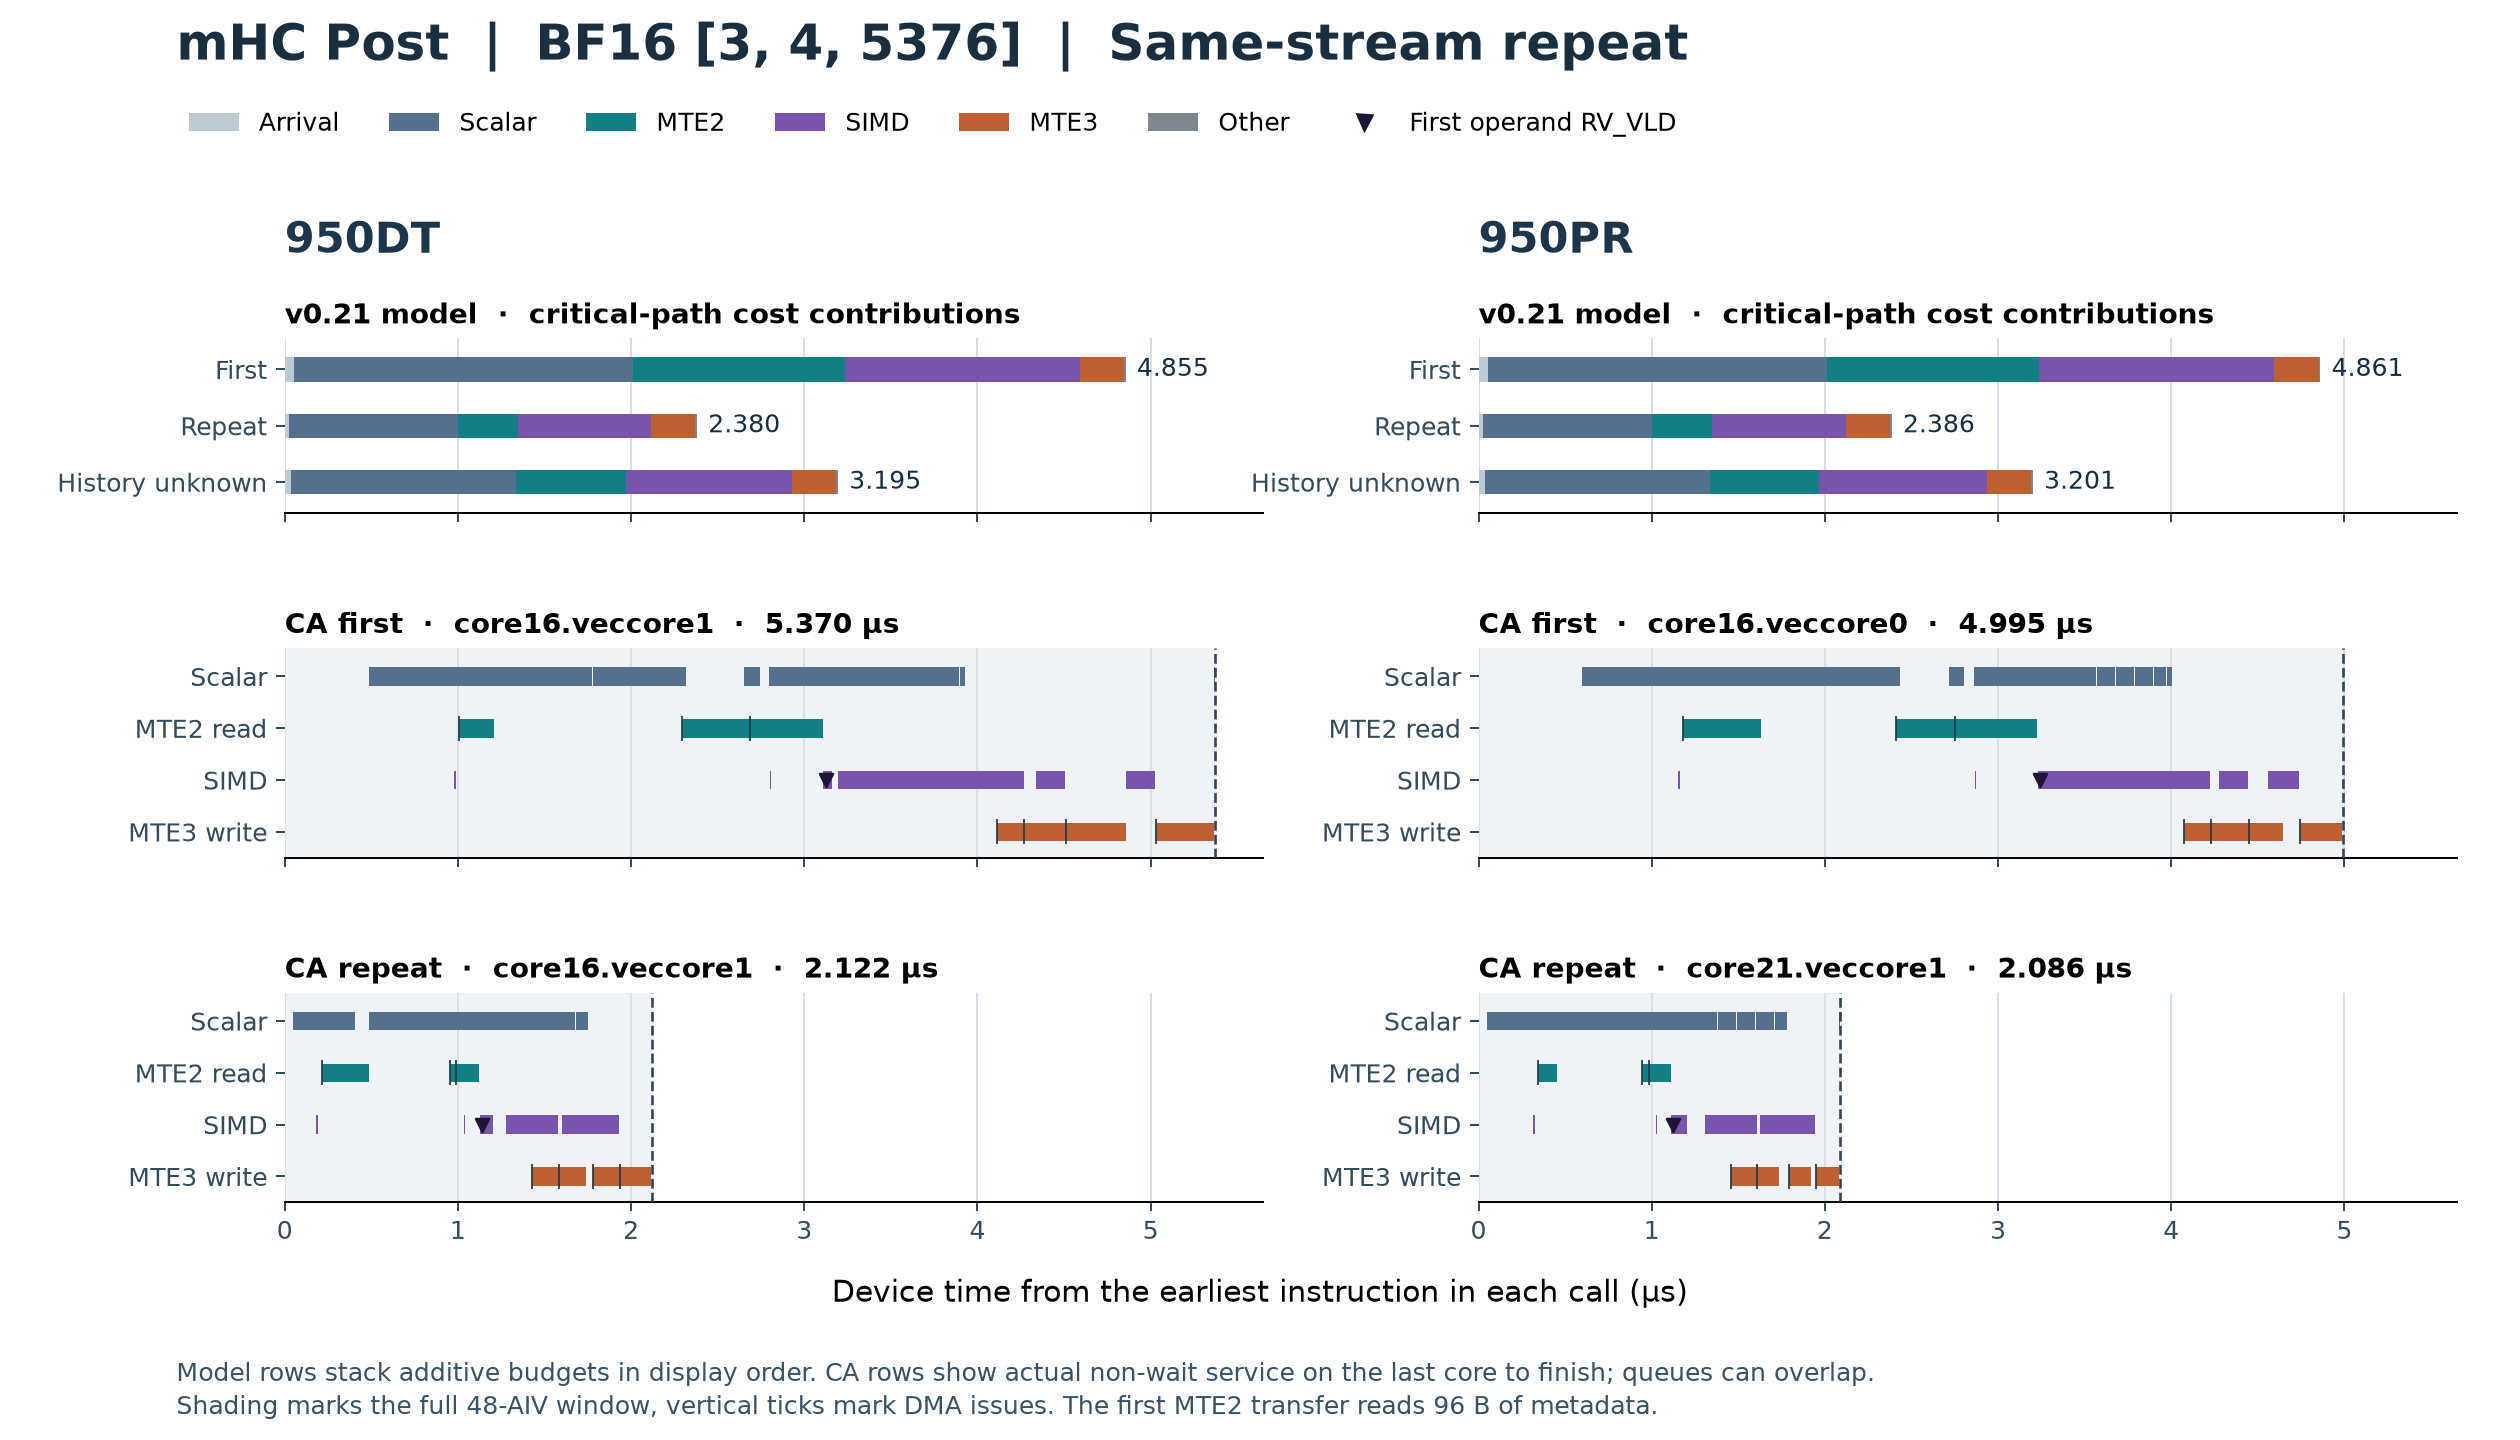 mHC Post | BF16 [3, 4, 5376] | Same-stream repeat
Arrival Scalar MTE2 SIMD MTE3 Other First operand RV_VLD
950DT
v0.21 model · critical-path cost contributions
First 4.855
Repeat 2.380
History unknown 3.195
CA first · core16.veccore1 · 5.370 µs
Scalar
MTE2 read
SIMD
MTE3 write
CA repeat · core16.veccore1 · 2.122 µs
Scalar
MTE2 read
SIMD
MTE3 write
0 1 2 3 4 5
950PR
v0.21 model · critical-path cost contributions
First 4.861
Repeat 2.386
History unknown 3.201
CA first · core16.veccore0 · 4.995 µs
Scalar
MTE2 read
SIMD
MTE3 write
CA repeat · core21.veccore1 · 2.086 µs
Scalar
MTE2 read
SIMD
MTE3 write
0 1 2 3 4 5
Device time from the earliest instruction in each call (µs)
Model rows stack additive budgets in display order. CA rows show actual non-wait service on the last core to finish; queues can overlap.
Shading marks the full 48-AIV window, vertical ticks mark DMA issues. The first MTE2 transfer reads 96 B of metadata.